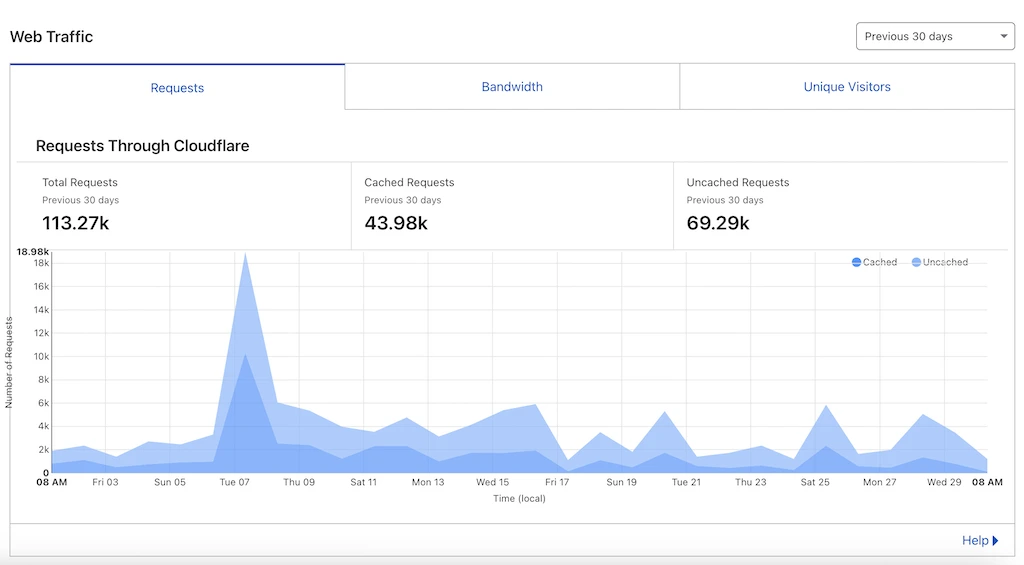 Web Traffic
Previous 30 days
Requests
Bandwidth
Unique Visitors
Requests Through Cloudflare
Total Requests
Previous 30 days
113.27k
Cached Requests
Previous 30 days
43.98k
Uncached Requests
Previous 30 days
69.29k
Cached Uncached
Number of Requests
18.98k
18k
16k
14k
12k
10k
8k
6k
4k
2k
0
08 AM Fri 03 Sun 05 Tue 07 Thu 09 Sat 11 Mon 13 Wed 15 Fri 17 Sun 19 Tue 21 Thu 23 Sat 25 Mon 27 Wed 29 08 AM
Time (local)
Help